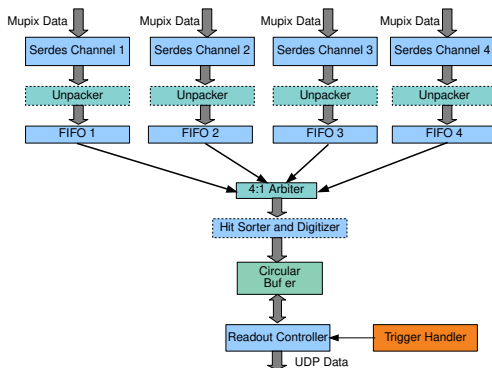 Mupix Data Mupix Data Mupix Data Mupix Data
Serdes Channel 1 Serdes Channel 2 Serdes Channel 3 Serdes Channel 4
Unpacker Unpacker Unpacker Unpacker
FIFO 1 FIFO 2 FIFO 3 FIFO 4
4:1 Arbiter
Hit Sorter and Digitizer
Circular
Buf er
Readout Controller Trigger Handler
UDP Data